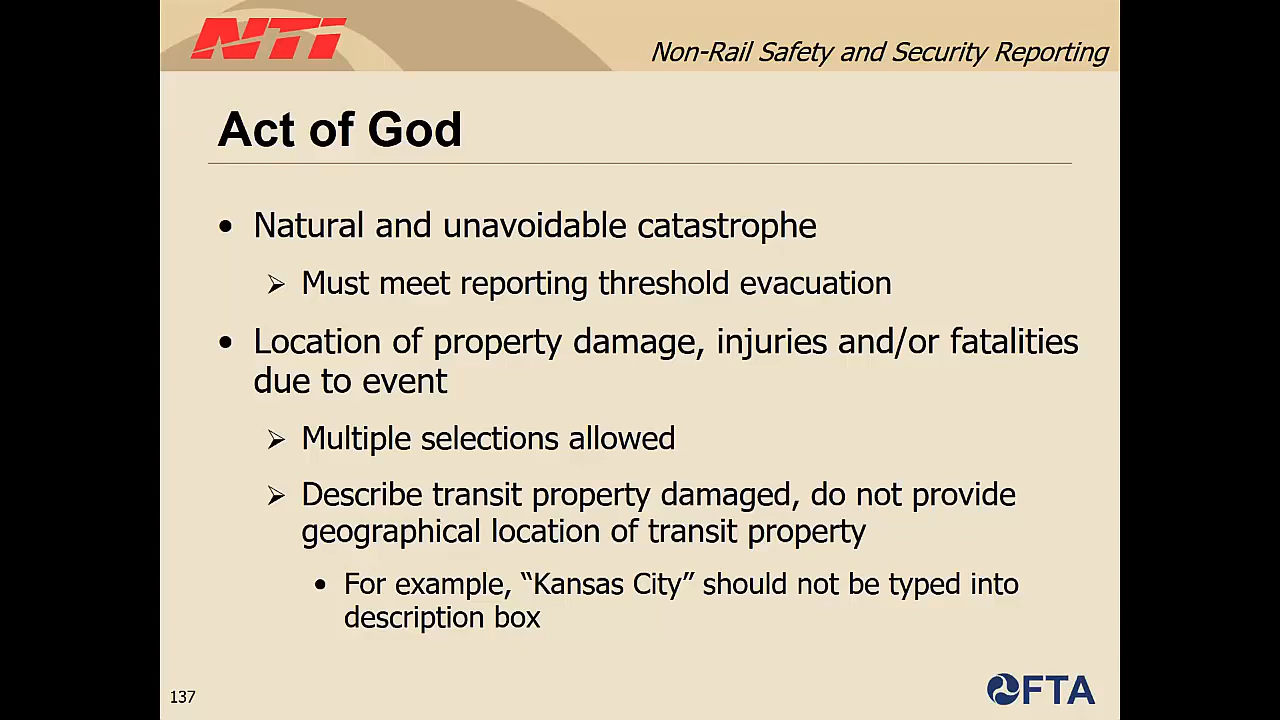 NTI
Non-Rail Safety and Security Reporting
Act of God
• Natural and unavoidable catastrophe
➢ Must meet reporting threshold evacuation
• Location of property damage, injuries and/or fatalities
due to event
➢ Multiple selections allowed
➢ Describe transit property damaged, do not provide
geographical location of transit property
• For example, “Kansas City” should not be typed into
description box
137
FTA